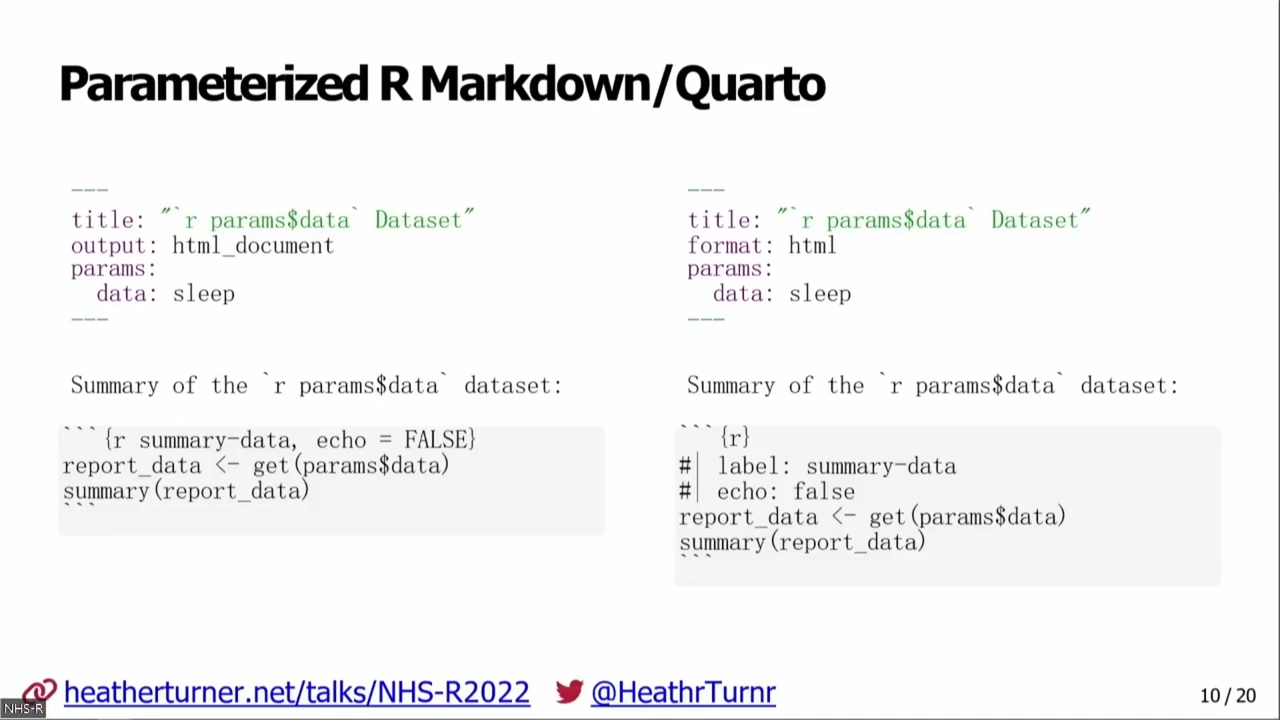 Parameterized R Markdown/Quarto
---
title: "`r params$data` Dataset"
output: html_document
params:
  data: sleep
---
Summary of the `r params$data` dataset:
```{r summary-data, echo = FALSE}
report_data <- get(params$data)
summary(report_data)
```
---
title: "`r params$data` Dataset"
format: html
params:
  data: sleep
---
Summary of the `r params$data` dataset:
```{r}
#| label: summary-data
#| echo: false
report_data <- get(params$data)
summary(report_data)
```
heatherturner.net/talks/NHS-R2022 @HeathrTurnr
10 / 20
NHS-R